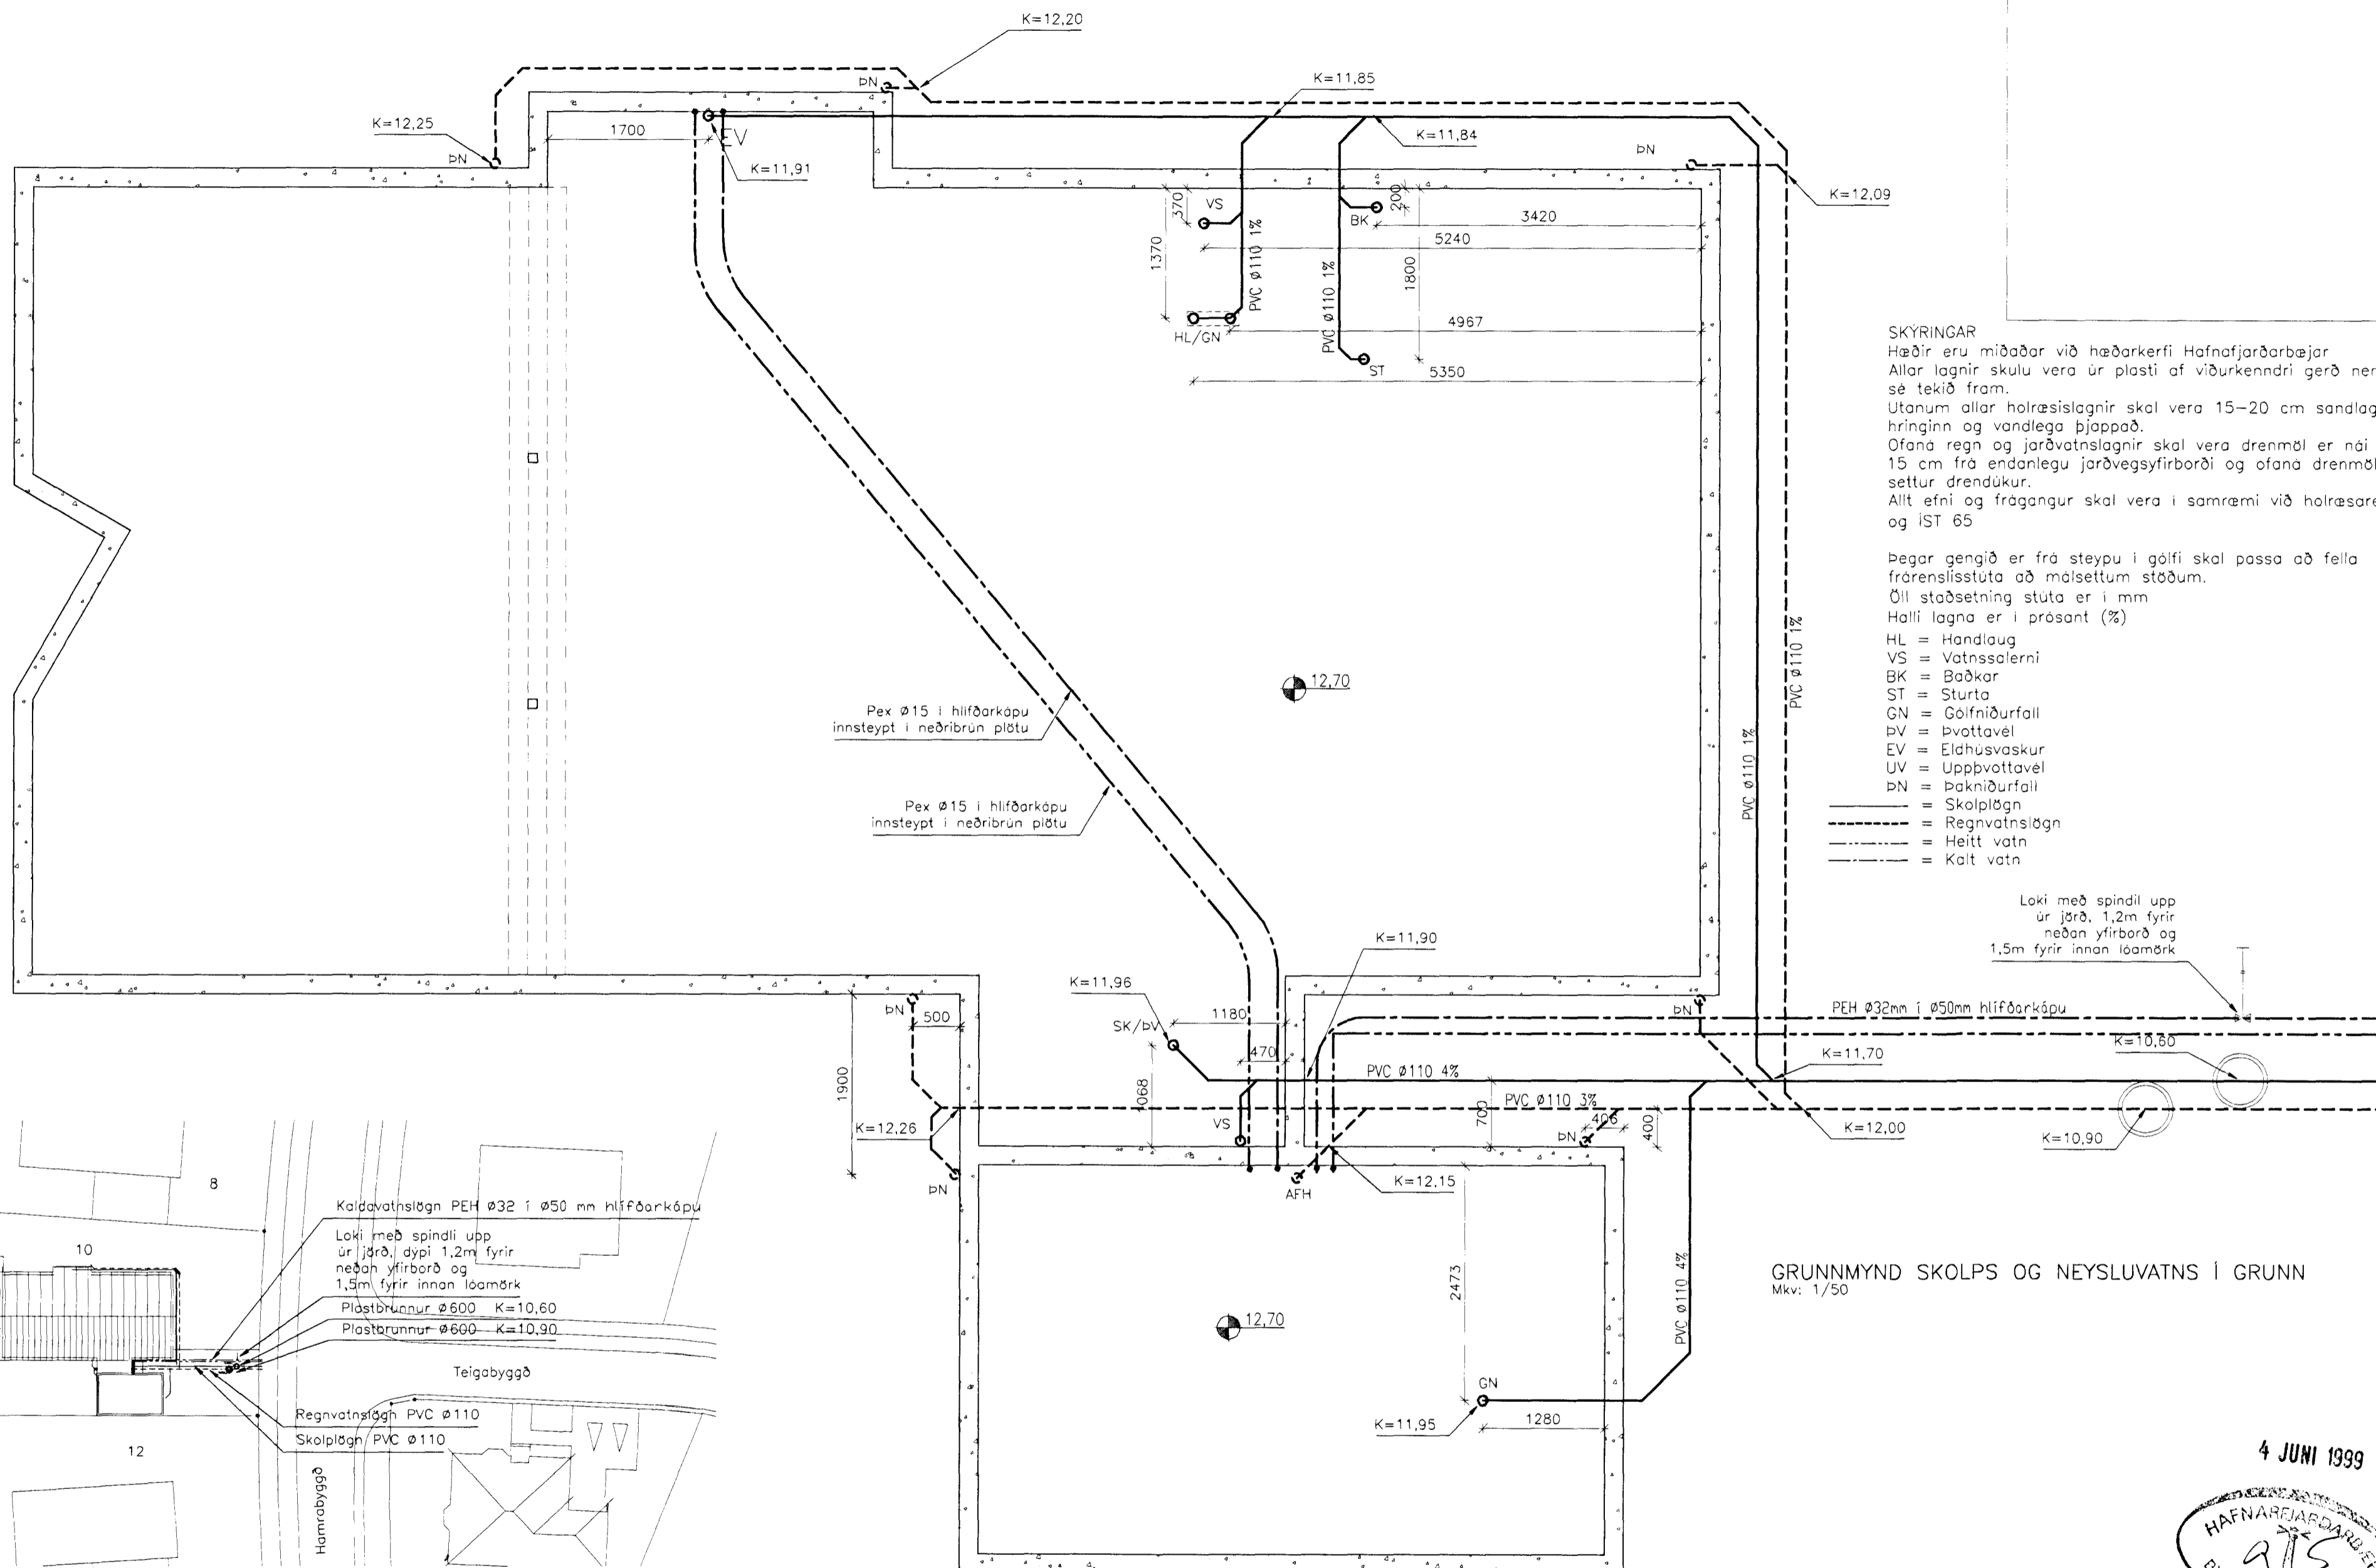 K=12,20
ÞN
K=11,85
K=12,25
1700
EV
K=11,84
ÞN
ÞN
K=11,91
K=12,09
370
VS
200
BK
3420
5240
1370
PVC Ø110 1%
PVC Ø110 1%
1800
4967
HL/GN
ST
5350
SKÝRINGAR
Hæðir eru miðaðar við hæðarkerfi Hafnafjarðarbæjar
Allar lagnir skulu vera úr plasti af viðurkenndri gerð
sé tekið fram.
Utanum allar holræsislagnir skal vera 15-20 cm sandlag
hringinn og vandlega þjappað.
Ofaná regn og jarðvatnslagnir skal vera drenmöl er nái
15 cm frá endanlegu jarðvegsyfirborði og ofaná drenmöl
settur drendúkur.
Allt efni og frágangur skal vera í samræmi við
og ÍST 65
Þegar gengið er frá steypu í gólfi skal passa að fella
frárenslisstúta að málsettum stöðum.
Öll staðsetning stúta er í mm
Halli lagna er í prósant (%)
HL = Handlaug
VS = Vatnssalerni
BK = Baðkar
ST = Sturta
GN = Gólfniðurfall
ÞV = Þvottavél
EV = Eldhúsvaskur
UV = Uppþvottavél
ÞN = Þakniðurfall
= Skolplögn
= Regnvatnslögn
= Heitt vatn
= Kalt vatn
PVC Ø110 1%
PVC Ø110 1%
12,70
Pex Ø15 í hlífðarkápu
innsteypt í neðribrún plötu
Pex Ø15 í hlífðarkápu
innsteypt í neðribrún plötu
Loki með spindil upp
úr jörð, 1,2m fyrir
neðan yfirborð og
1,5m fyrir innan lóamörk
K=11,90
K=11,96
ÞN
500
SK/ÞV
1180
ÞN
PEH Ø32mm í Ø50mm hlífðarkápu
470
K=11,70
K=10,60
1900
1068
PVC Ø110 4%
700
PVC Ø110 3%
406
400
K=12,26
VS
ÞN
K=12,00
K=10,90
ÞN
AFH
K=12,15
8
10
12
Kaldavatnslögn PEH Ø32 í Ø50 mm hlífðarkápu
Loki með spindli upp
úr jörð, dýpi 1,2m fyrir
neðan yfirborð og
1,5m fyrir innan lóamörk
Plastbrunnur Ø600 K=10,60
Plastbrunnur Ø600 K=10,90
Teigabyggð
Regnvatnslögn PVC Ø110
Skolplögn PVC Ø110
Hamrabyggð
2473
PVC Ø110 4%
12,70
GN
K=11,95
1280
GRUNNMYND SKOLPS OG NEYSLUVATNS Í GRUNN
Mkv: 1/50
4 JUNI 1999